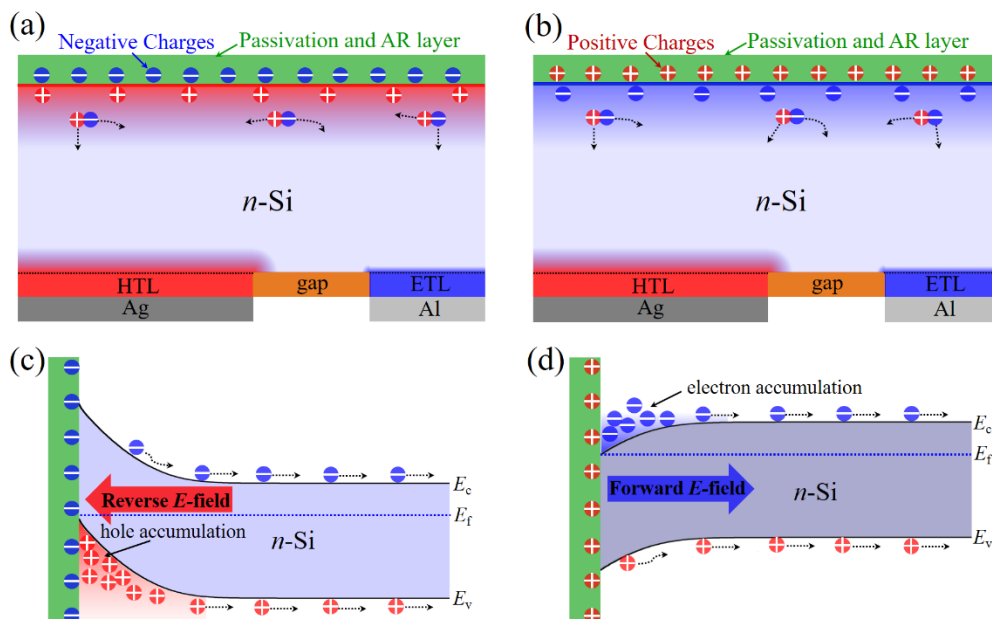 (a)
Negative Charges
Passivation and AR layer
n-Si
HTL
gap
ETL
Ag
Al
(b)
Positive Charges
Passivation and AR layer
n-Si
HTL
gap
ETL
Ag
Al
(c)
Ec
Reverse E-field
Ef
hole accumulation
n-Si
Ev
(d)
electron accumulation
Ec
Ef
Forward E-field
n-Si
Ev